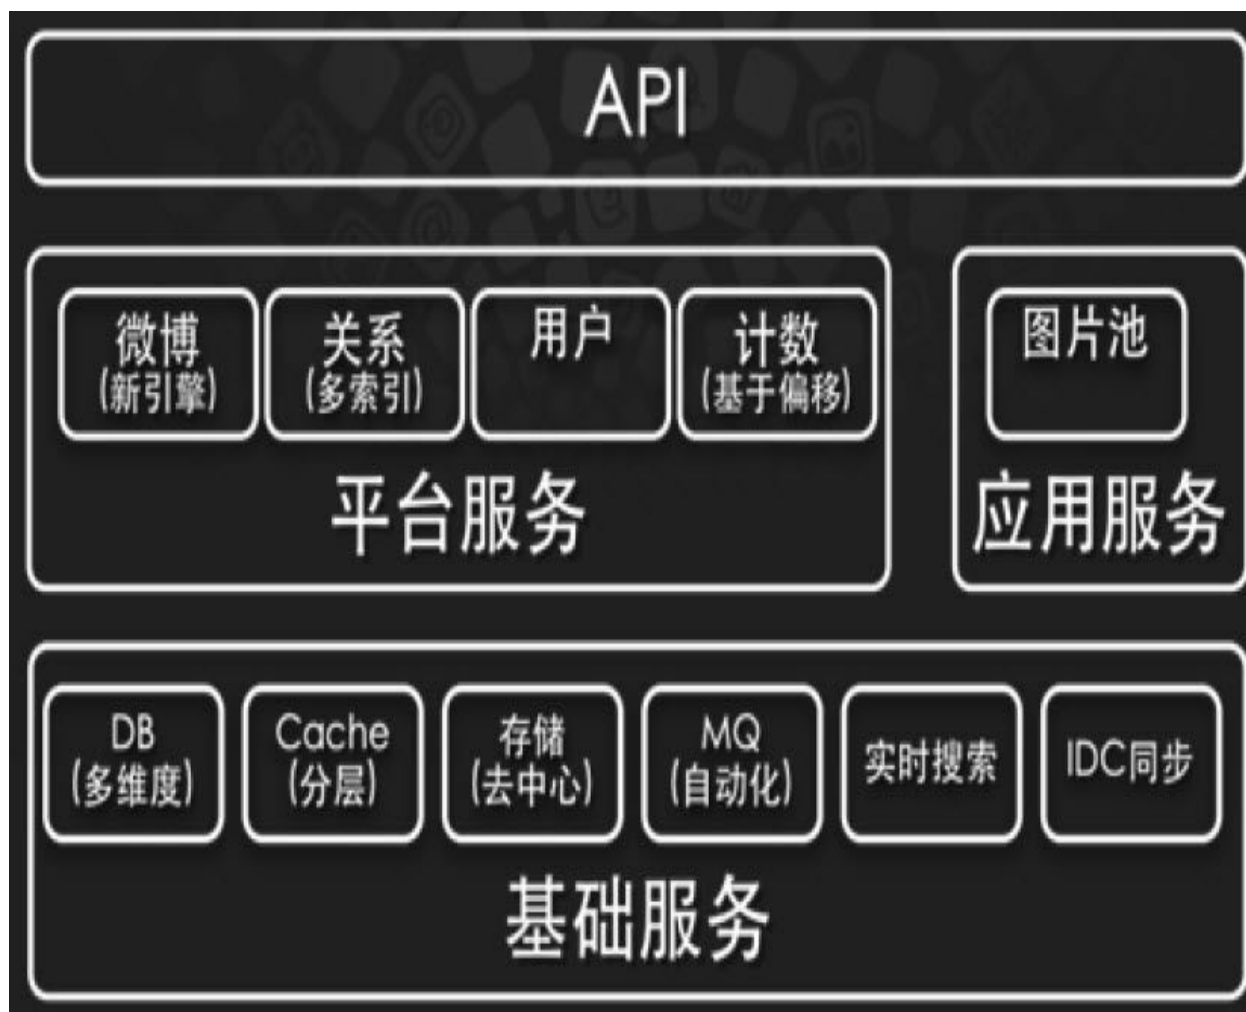 API
微博
(新引擎)
关系
(多索引)
用户
计数
(基于偏移)
平台服务
图片池
应用服务
DB
(多维度)
Cache
(分层)
存储
(去中心)
MQ
(自动化)
实时搜索
IDC同步
基础服务